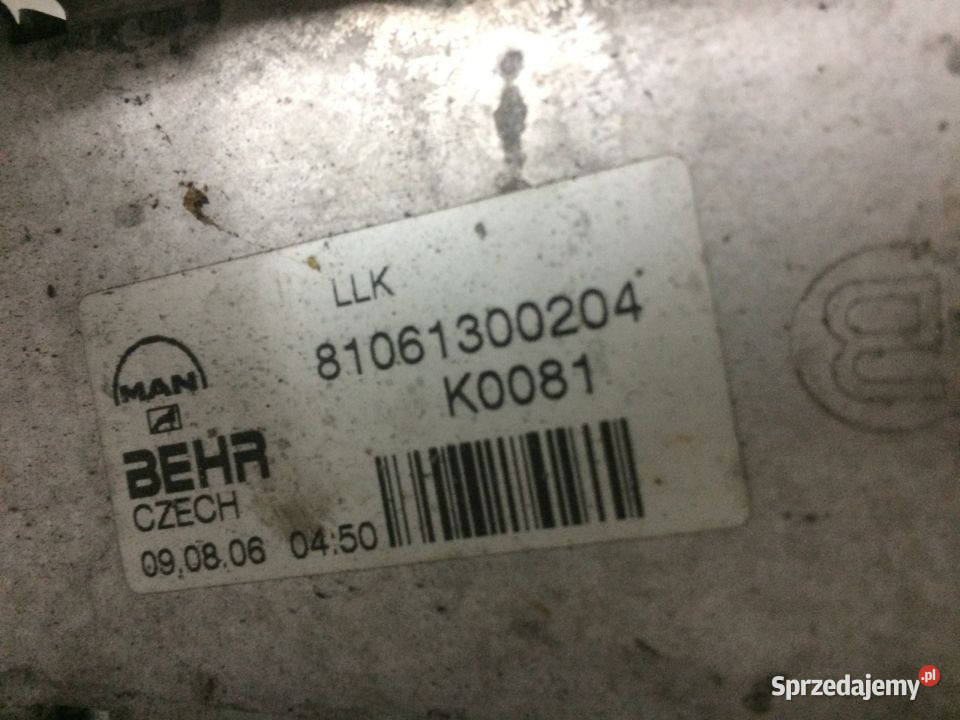 LLK
81061300204
K0081
MAN
BEHR
CZECH
09.08.06 04:50
B
Sprzedajemy.pl